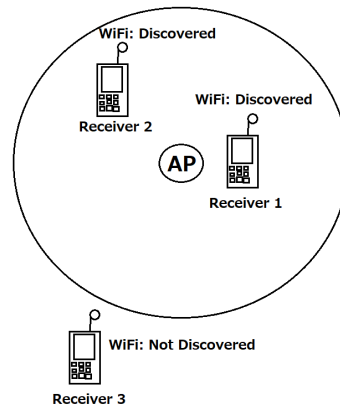 WiFi: Discovered
Receiver 2
WiFi: Discovered
AP
Receiver 1
WiFi: Not Discovered
Receiver 3